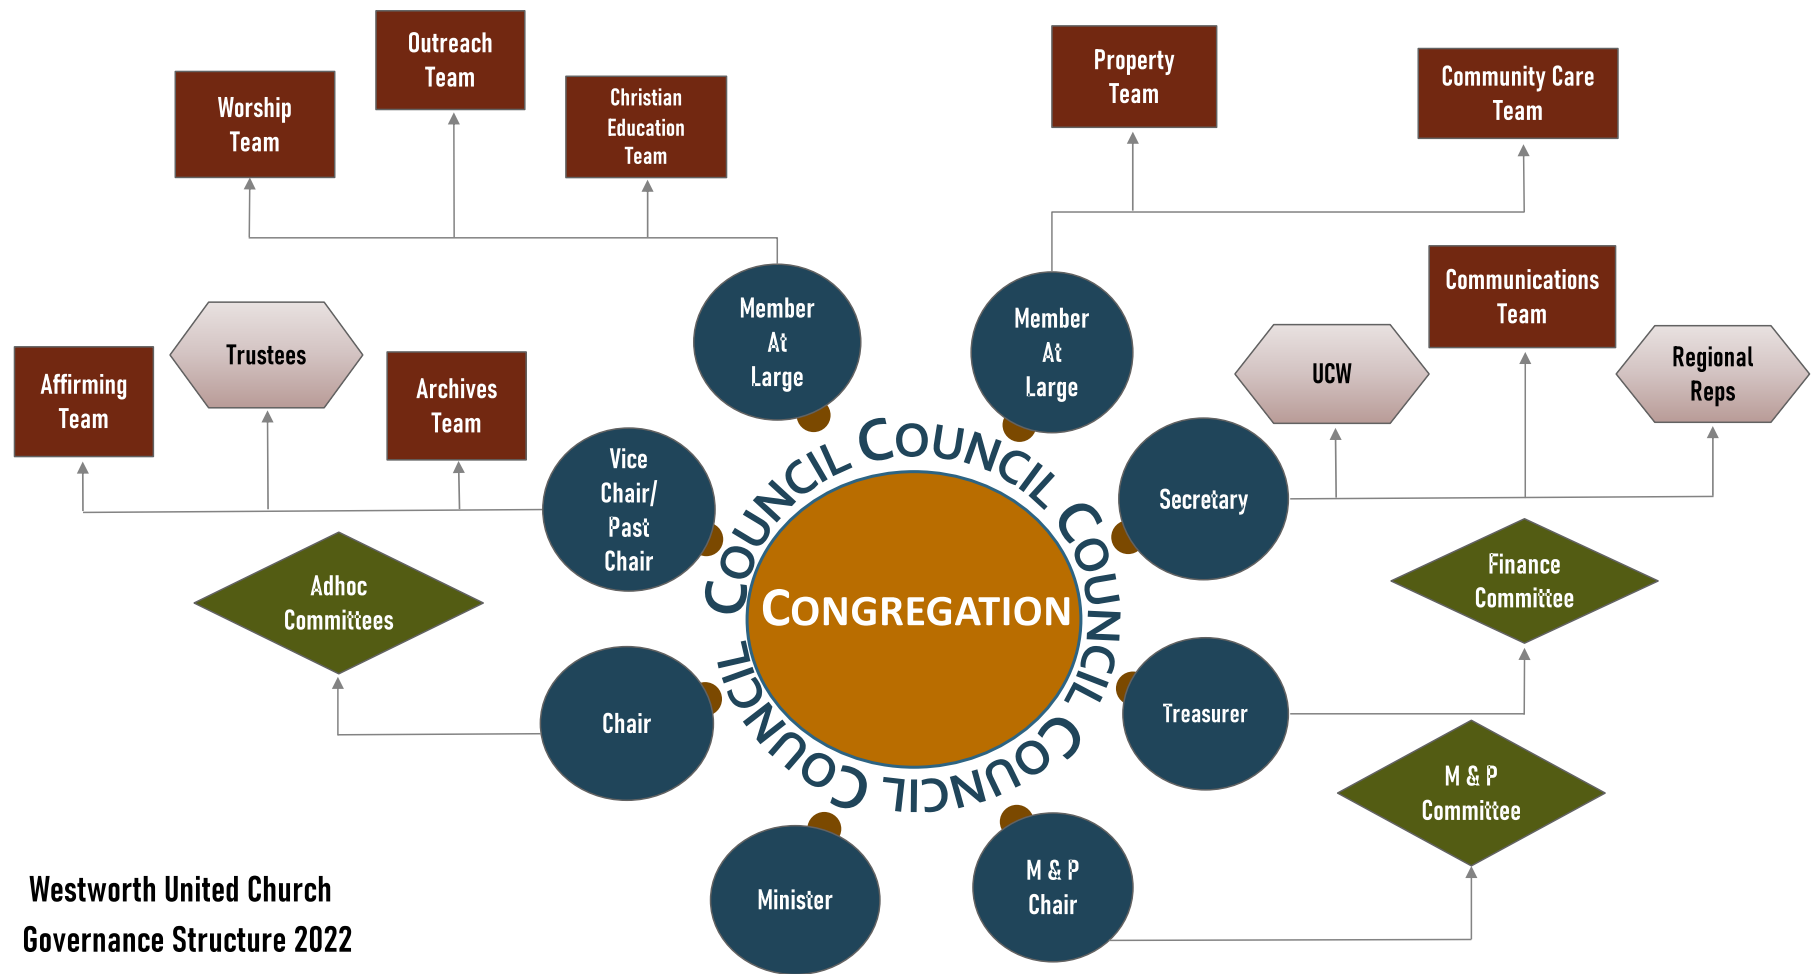 Outreach
Team
Worship
Team
Christian
Education
Team
Property
Team
Community Care
Team
Communications
Team
Member
At
Large
Member
At
Large
Trustees
Affirming
Team
Archives
Team
UCW
Regional
Reps
Vice
Chair/
Past
Chair
Secretary
COUNCIL COUNCIL COUNCIL COUNCIL COUNCIL COUNCIL
CONGREGATION
Adhoc
Committees
Finance
Committee
Chair
Treasurer
M & P
Committee
Minister
M & P
Chair
Westworth United Church
Governance Structure 2022